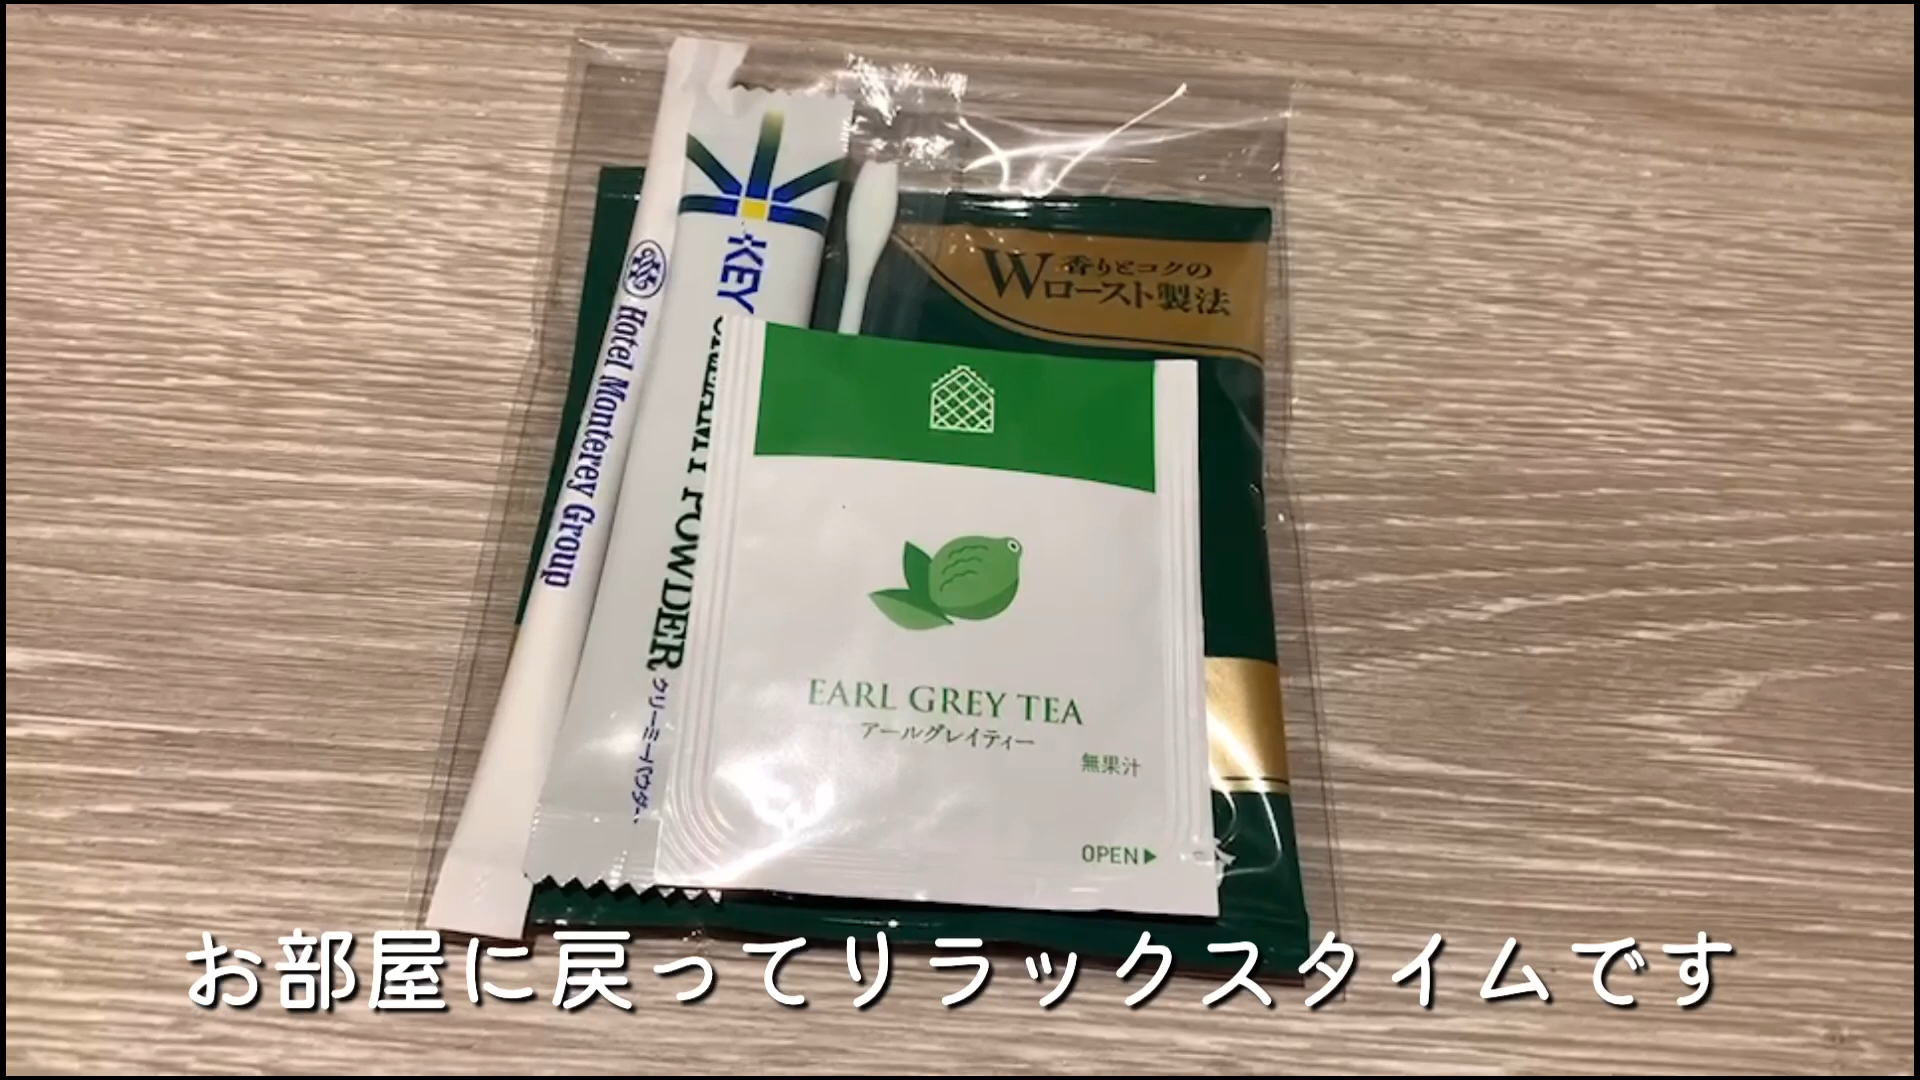 Hotel Monterey Group
KEY
CREAMY POWDER
クリーミーパウダー
W 香りとコクの
ロースト製法
EARL GREY TEA
アールグレイティー
無果汁
OPEN▶
お部屋に戻ってリラックスタイムです